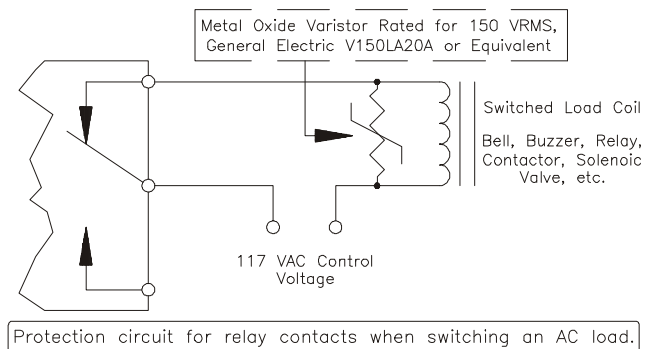 Metal Oxide Varistor Rated for 150 VRMS,
General Electric V150LA20A or Equivalent
Switched Load Coil
Bell, Buzzer, Relay,
Contactor, Solenoic
Valve, etc.
117 VAC Control
Voltage
Protection circuit for relay contacts when switching an AC load.